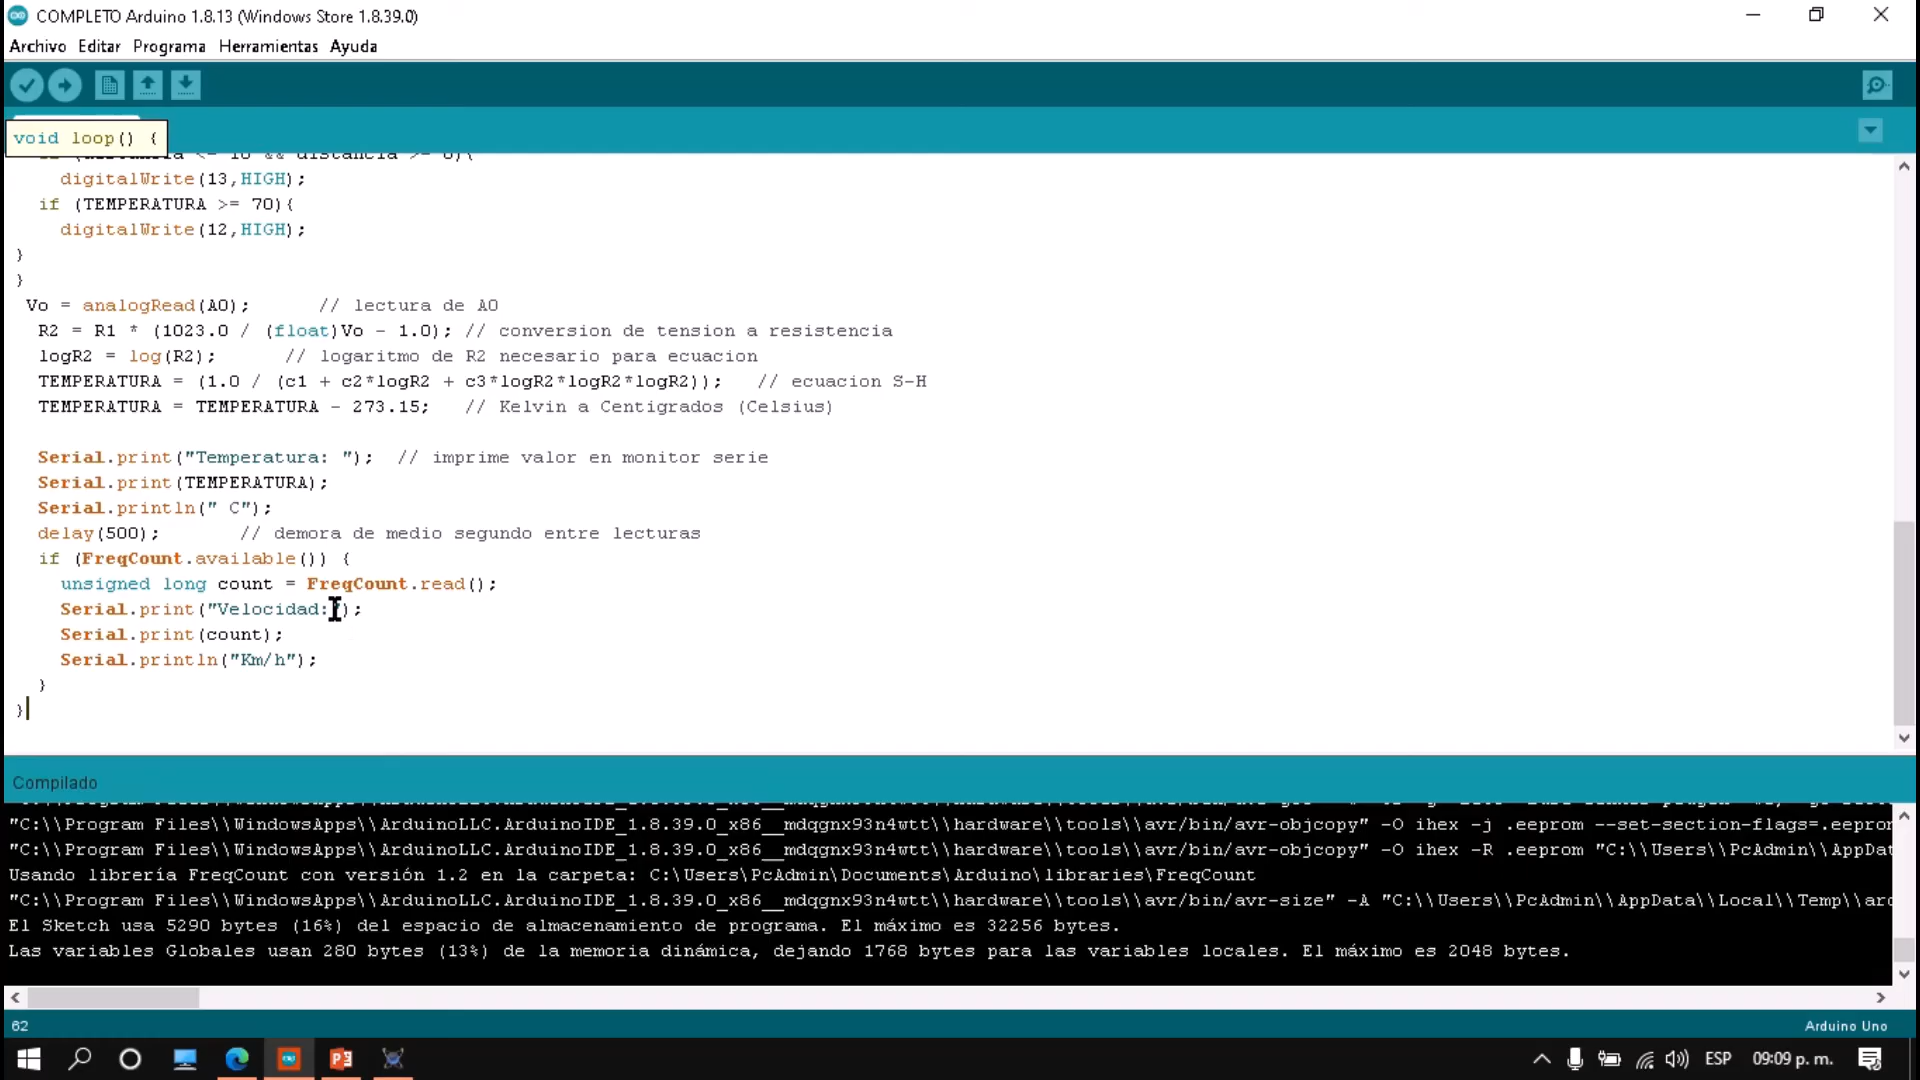 COMPLETO Arduino 1.8.13 (Windows Store 1.8.39.0)
Archivo Editar Programa Herramientas Ayuda
void loop() {
digitalWrite(13,HIGH);
if (TEMPERATURA >= 70){
digitalWrite(12,HIGH);
}
}
Vo = analogRead(A0); // lectura de A0
R2 = R1 * (1023.0 / (float)Vo - 1.0); // conversion de tension a resistencia
logR2 = log(R2); // logaritmo de R2 necesario para ecuacion
TEMPERATURA = (1.0 / (c1 + c2*logR2 + c3*logR2*logR2*logR2)); // ecuacion S-H
TEMPERATURA = TEMPERATURA - 273.15; // Kelvin a Centigrados (Celsius)
Serial.print("Temperatura: "); // imprime valor en monitor serie
Serial.print(TEMPERATURA);
Serial.println(" C");
delay(500); // demora de medio segundo entre lecturas
if (FreqCount.available()) {
unsigned long count = FreqCount.read();
Serial.print("Velocidad:");
Serial.print(count);
Serial.println("Km/h");
}
}
Compilado
"C:\\Program Files\\WindowsApps\\ArduinoLLC.ArduinoIDE_1.8.39.0_x86__mdqgnx93n4wtt\\hardware\\tools\\avr/bin/avr-objcopy" -O ihex -j .eeprom --set-section-flags=.eepror
"C:\\Program Files\\WindowsApps\\ArduinoLLC.ArduinoIDE_1.8.39.0_x86__mdqgnx93n4wtt\\hardware\\tools\\avr/bin/avr-objcopy" -O ihex -R .eeprom "C:\\Users\\PcAdmin\\AppDat
Usando librería FreqCount con versión 1.2 en la carpeta: C:\Users\PcAdmin\Documents\Arduino\libraries\FreqCount
"C:\\Program Files\\WindowsApps\\ArduinoLLC.ArduinoIDE_1.8.39.0_x86__mdqgnx93n4wtt\\hardware\\tools\\avr/bin/avr-size" -A "C:\\Users\\PcAdmin\\AppData\\Local\\Temp\\arc
El Sketch usa 5290 bytes (16%) del espacio de almacenamiento de programa. El máximo es 32256 bytes.
Las variables Globales usan 280 bytes (13%) de la memoria dinámica, dejando 1768 bytes para las variables locales. El máximo es 2048 bytes.
62
Arduino Uno
ESP 09:09 p. m.